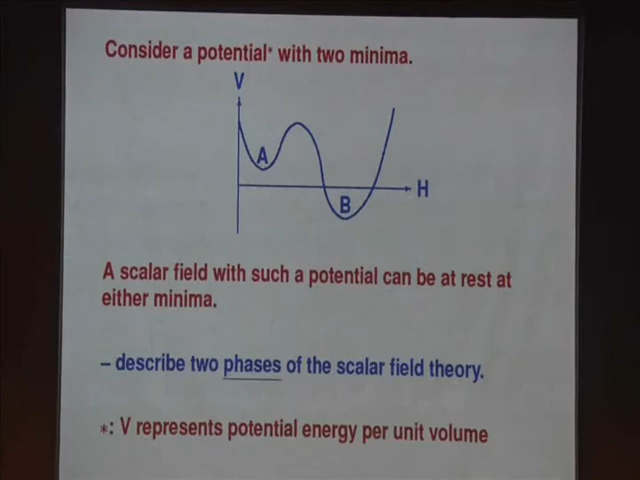 Consider a potential* with two minima.
V
A
H
B
A scalar field with such a potential can be at rest at
either minima.
– describe two phases of the scalar field theory.
*: V represents potential energy per unit volume